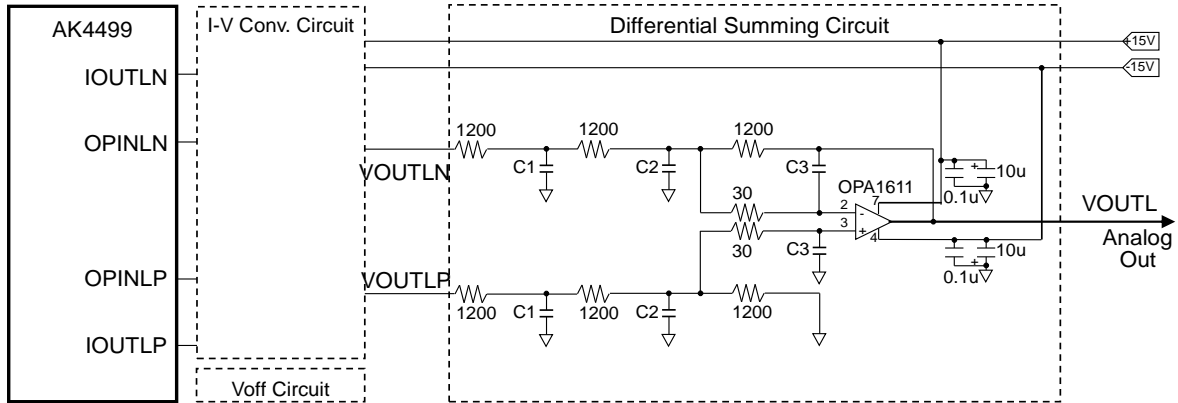 AK4499
I-V Conv. Circuit
Differential Summing Circuit
+15V
-15V
IOUTLN
OPINLN
1200
1200
1200
VOUTLN
C1
C2
C3
OPA1611
10u
0.1u
30
2
7
3
4
-
+
+
VOUTL
Analog
Out
30
C3
0.1u
+
10u
OPINLP
VOUTLP
1200
C1
1200
C2
1200
IOUTLP
Voff Circuit